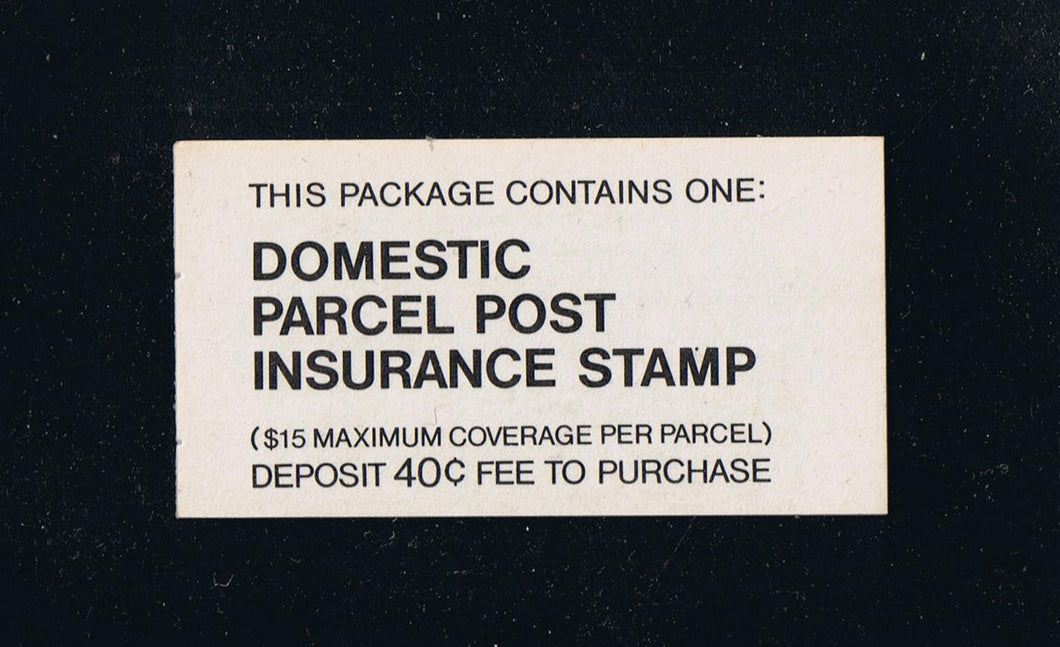 THIS PACKAGE CONTAINS ONE:
DOMESTIC
PARCEL POST
INSURANCE STAMP
($15 MAXIMUM COVERAGE PER PARCEL)
DEPOSIT 40¢ FEE TO PURCHASE